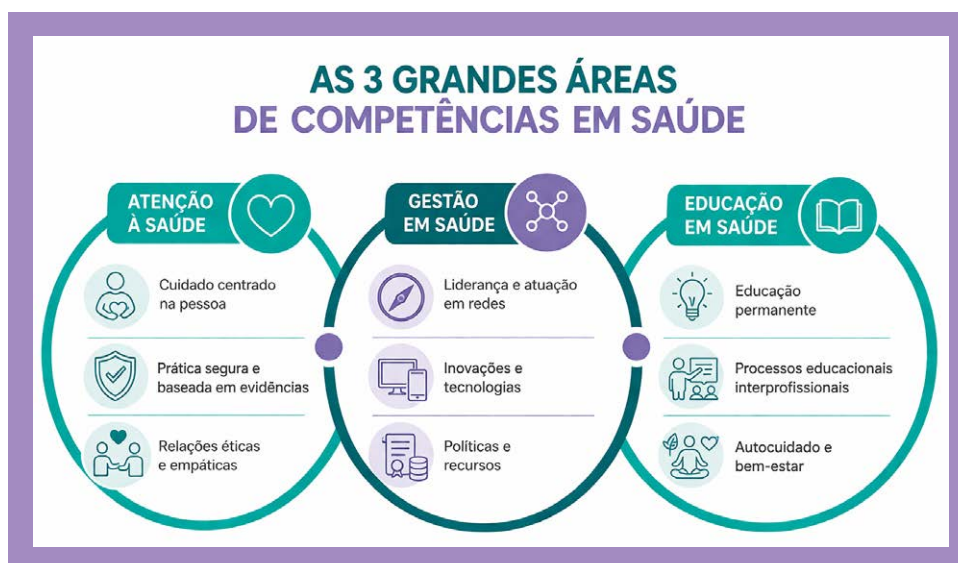 AS 3 GRANDES ÁREAS
DE COMPETÊNCIAS EM SAÚDE
ATENÇÃO
À SAÚDE
Cuidado centrado
na pessoa
Prática segura e
baseada em evidências
Relações éticas
e empáticas
GESTÃO
EM SAÚDE
Liderança e atuação
em redes
Inovações e
tecnologias
Políticas e
recursos
EDUCAÇÃO
EM SAÚDE
Educação
permanente
Processos educacionais
interprofissionais
Autocuidado e
bem-estar